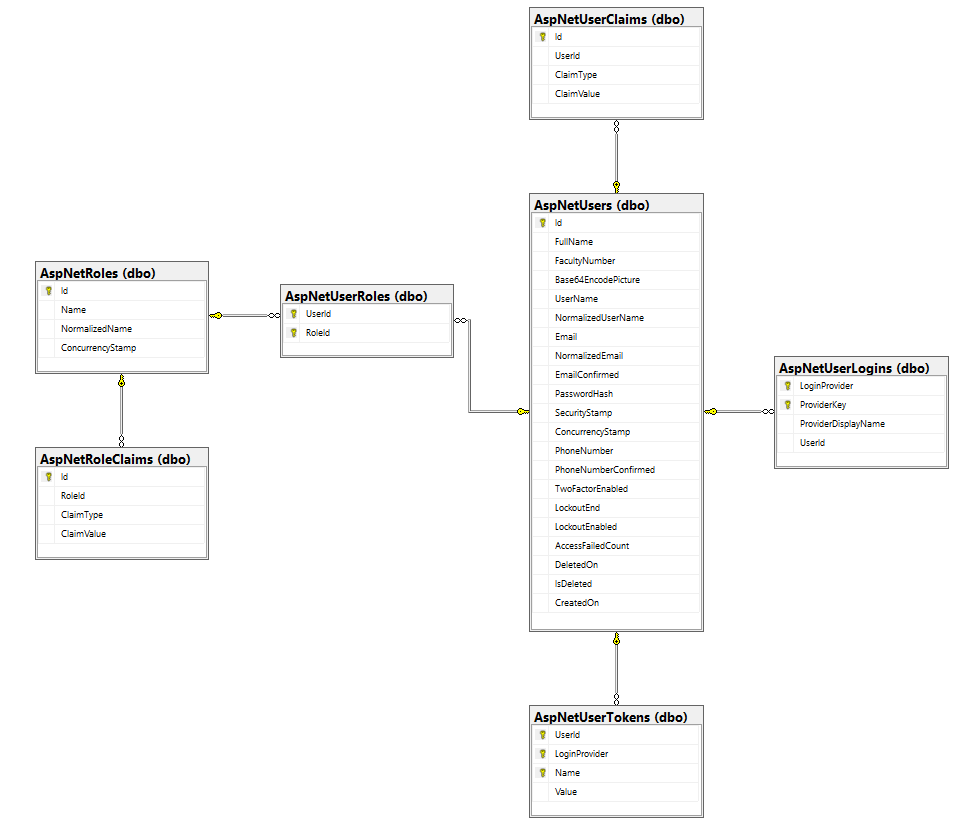 AspNetUserClaims (dbo)
Id
UserId
ClaimType
ClaimValue
AspNetUsers (dbo)
Id
FullName
FacultyNumber
Base64EncodePicture
UserName
NormalizedUserName
Email
NormalizedEmail
EmailConfirmed
PasswordHash
SecurityStamp
ConcurrencyStamp
PhoneNumber
PhoneNumberConfirmed
TwoFactorEnabled
LockoutEnd
LockoutEnabled
AccessFailedCount
DeletedOn
IsDeleted
CreatedOn
AspNetRoles (dbo)
Id
Name
NormalizedName
ConcurrencyStamp
AspNetUserRoles (dbo)
UserId
RoleId
AspNetUserLogins (dbo)
LoginProvider
ProviderKey
ProviderDisplayName
UserId
AspNetRoleClaims (dbo)
Id
RoleId
ClaimType
ClaimValue
AspNetUserTokens (dbo)
UserId
LoginProvider
Name
Value